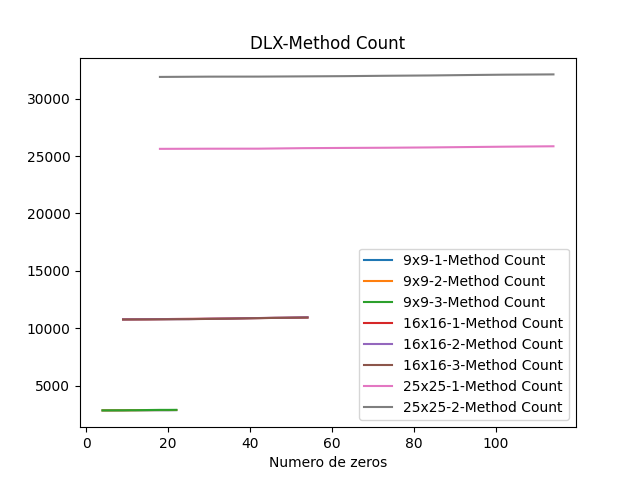 DLX-Method Count
30000
25000
20000
15000
10000
5000
9x9-1-Method Count
9x9-2-Method Count
9x9-3-Method Count
16x16-1-Method Count
16x16-2-Method Count
16x16-3-Method Count
25x25-1-Method Count
25x25-2-Method Count
0 20 40 60 80 100
Numero de zeros